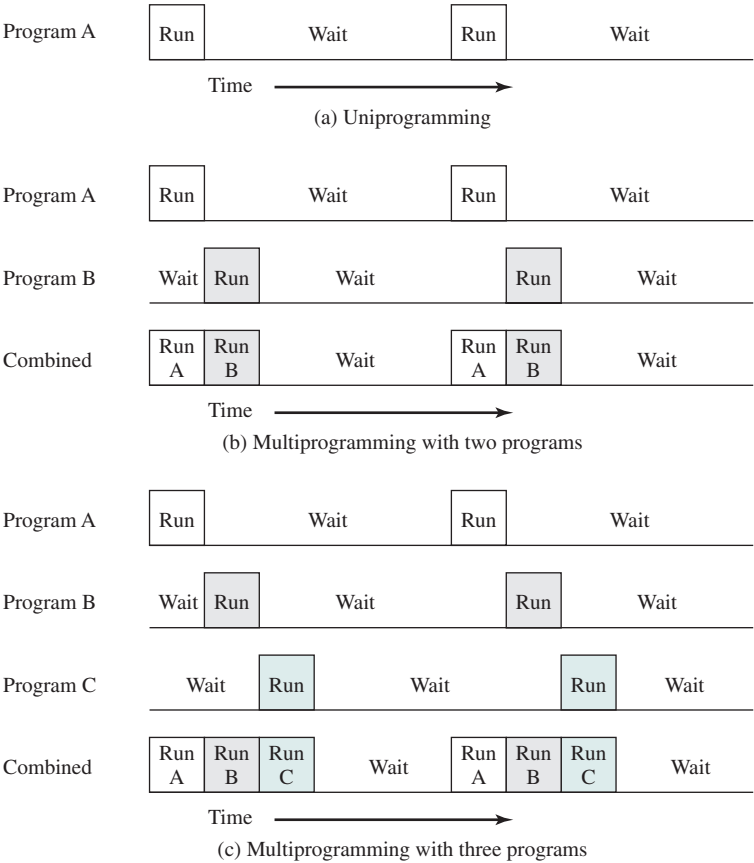 Program A Run Wait Run Wait
Time
(a) Uniprogramming
Program A Run Wait Run Wait
Program B Wait Run Wait Run Wait
Combined Run A Run B Wait Run A Run B Wait
Time
(b) Multiprogramming with two programs
Program A Run Wait Run Wait
Program B Wait Run Wait Run Wait
Program C Wait Run Wait Run Wait
Combined Run A Run B Run C Wait Run A Run B Run C Wait
Time
(c) Multiprogramming with three programs